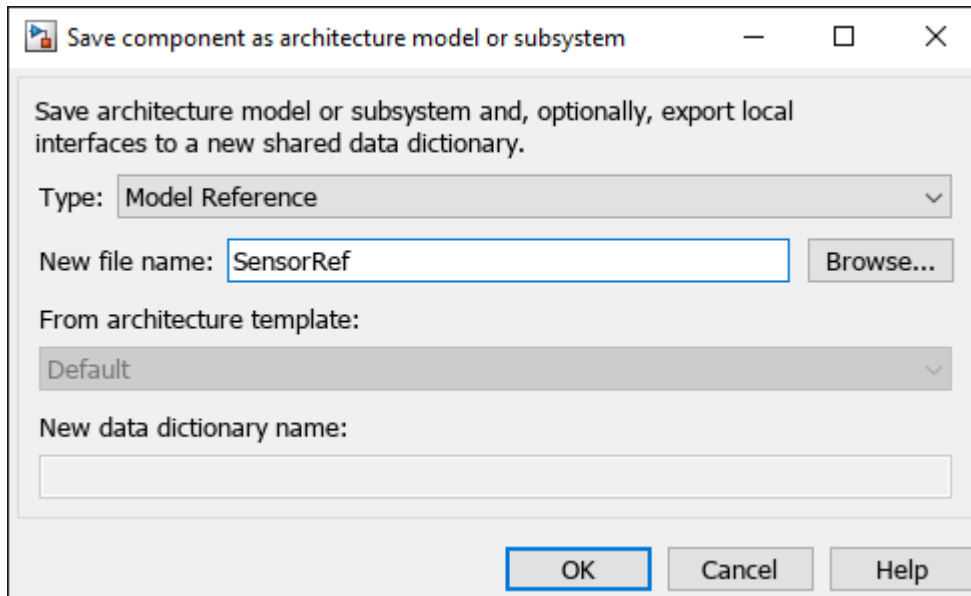 Save component as architecture model or subsystem
Save architecture model or subsystem and, optionally, export local
interfaces to a new shared data dictionary.
Type: Model Reference
New file name: SensorRef Browse...
From architecture template:
Default
New data dictionary name:
OK Cancel Help